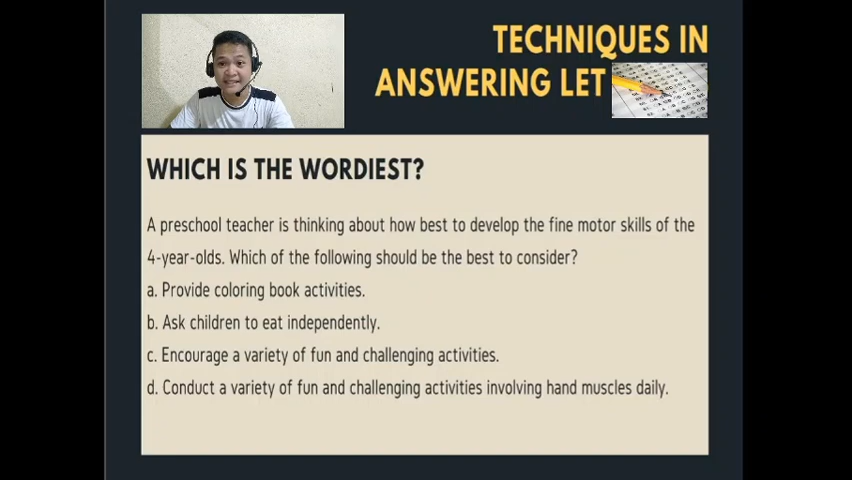 TECHNIQUES IN
ANSWERING LET
WHICH IS THE WORDIEST?
A preschool teacher is thinking about how best to develop the fine motor skills of the
4-year-olds. Which of the following should be the best to consider?
a. Provide coloring book activities.
b. Ask children to eat independently.
c. Encourage a variety of fun and challenging activities.
d. Conduct a variety of fun and challenging activities involving hand muscles daily.